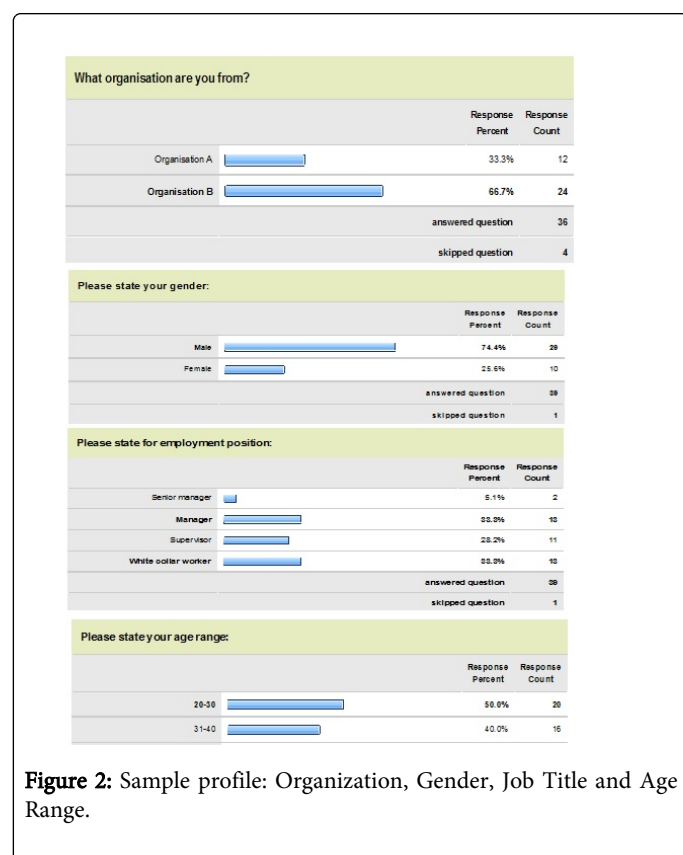 What organisation are you from?
Response Percent Response Count
Organisation A 33.3% 12
Organisation B 66.7% 24
answered question 36
skipped question 4
Please state your gender:
Response Percent Response Count
Male 74.4% 29
Female 25.6% 10
answered question 39
skipped question 1
Please state for employment position:
Response Percent Response Count
Senior manager 5.1% 2
Manager 33.3% 13
Supervisor 28.2% 11
White collar worker 33.3% 13
answered question 39
skipped question 1
Please state your age range:
Response Percent Response Count
20-30 50.0% 20
31-40 40.0% 16
Figure 2: Sample profile: Organization, Gender, Job Title and Age
Range.